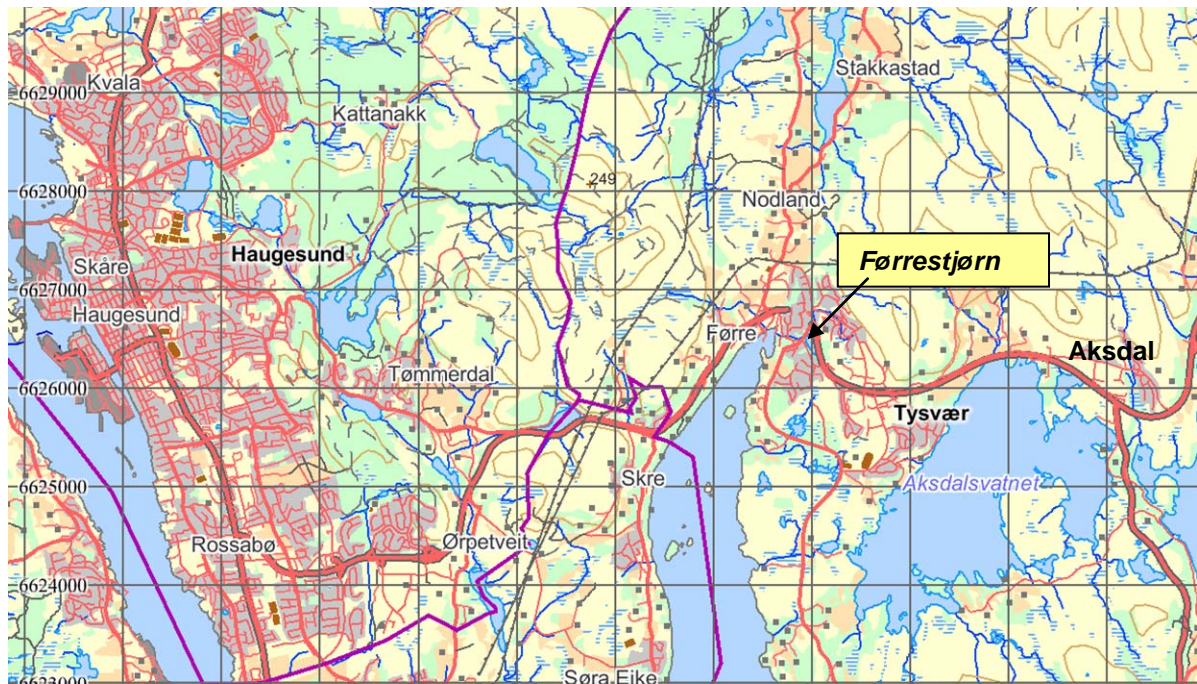 Stakkastad
Kvala
6629000
Kattanakk
249
6628000
Nodland
Haugesund
Førrestjørn
Skåre
6627000
Haugesund
Førre
Aksdal
Tømmerdal
6626000
Tysvær
Skre
Aksdalsvatnet
6625000
Rossabø
Ørpetveit
6624000
Søra Eike
6623000